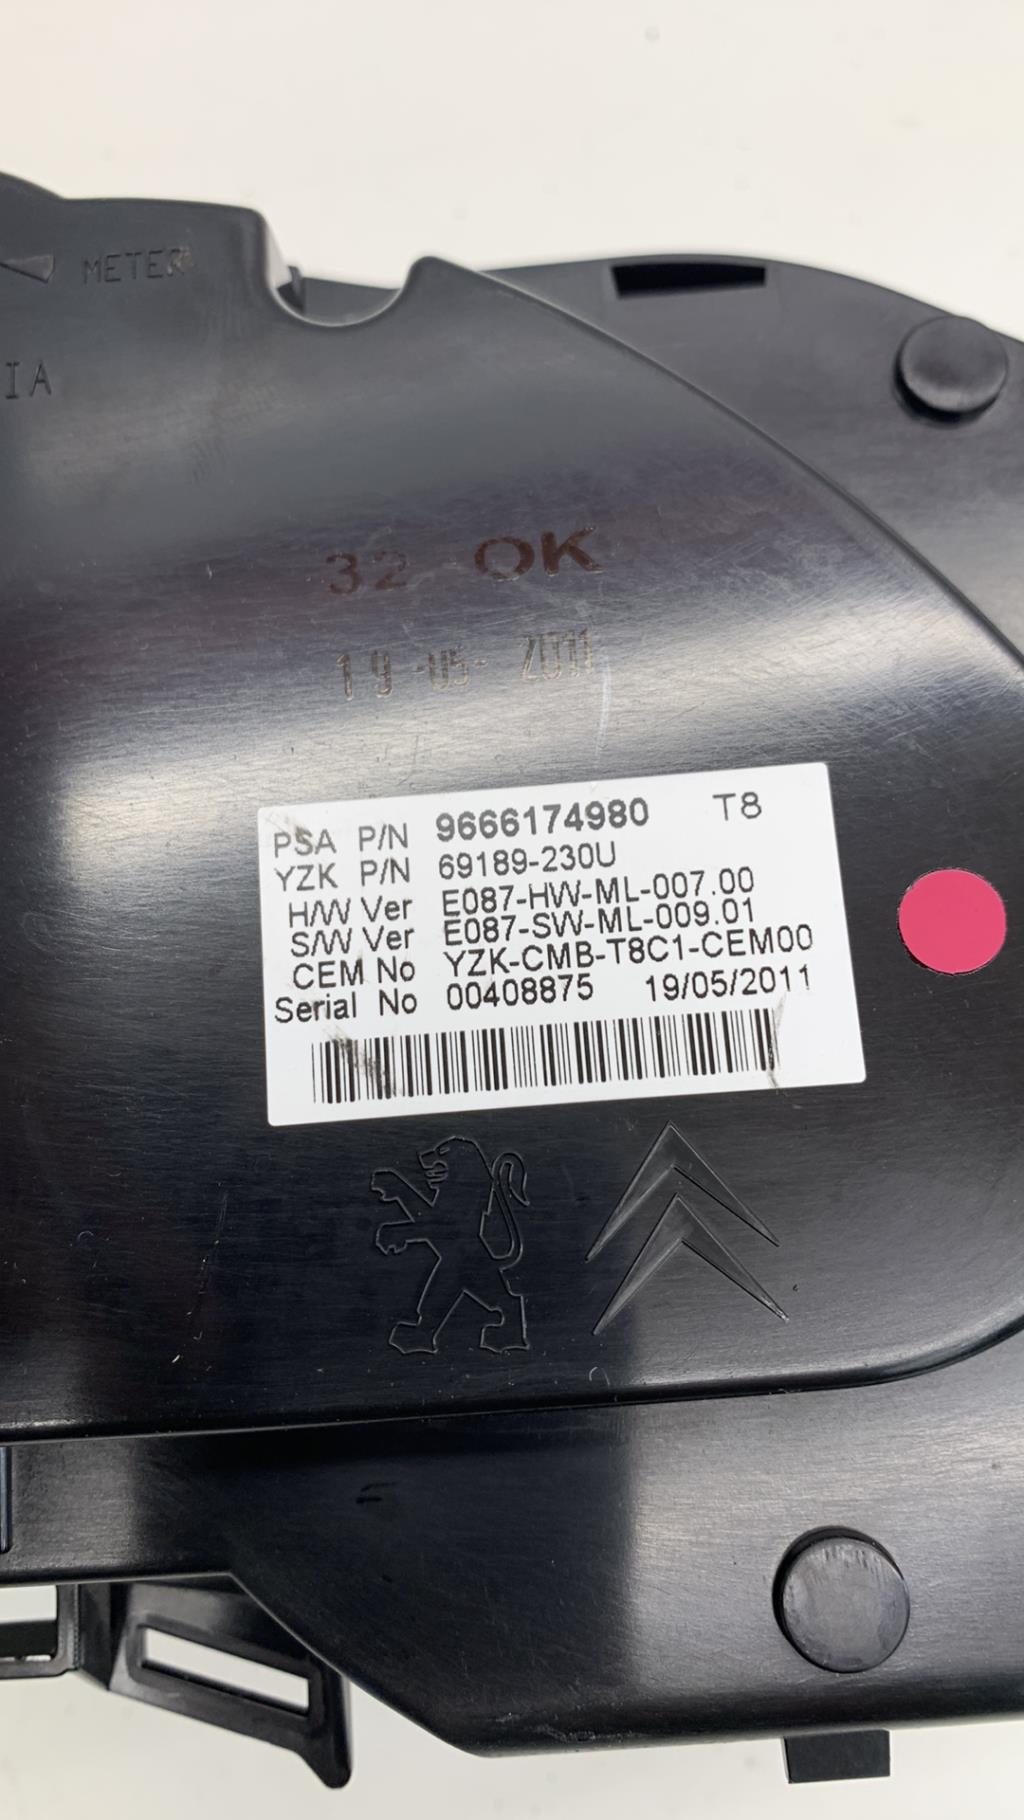 METER
IA
32 OK
19-05-2011
PSA P/N 9666174980 T8
YZK P/N 69189-230U
H/W Ver E087-HW-ML-007.00
S/W Ver E087-SW-ML-009.01
CEM No YZK-CMB-T8C1-CEM00
Serial No 00408875 19/05/2011